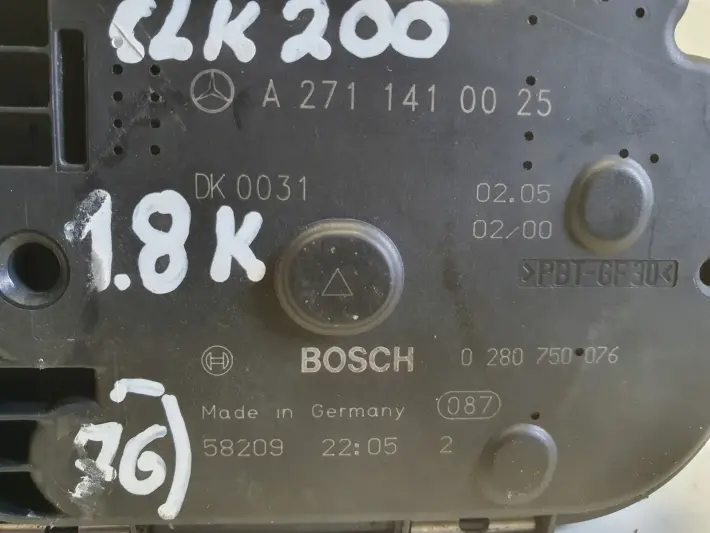 CLK 200
A 271 141 00 25
DK 0031 02.05
02/00
1.8 K
>PBT-GF30<
BOSCH 0 280 750 076
Made in Germany 087
58209 22:05 2